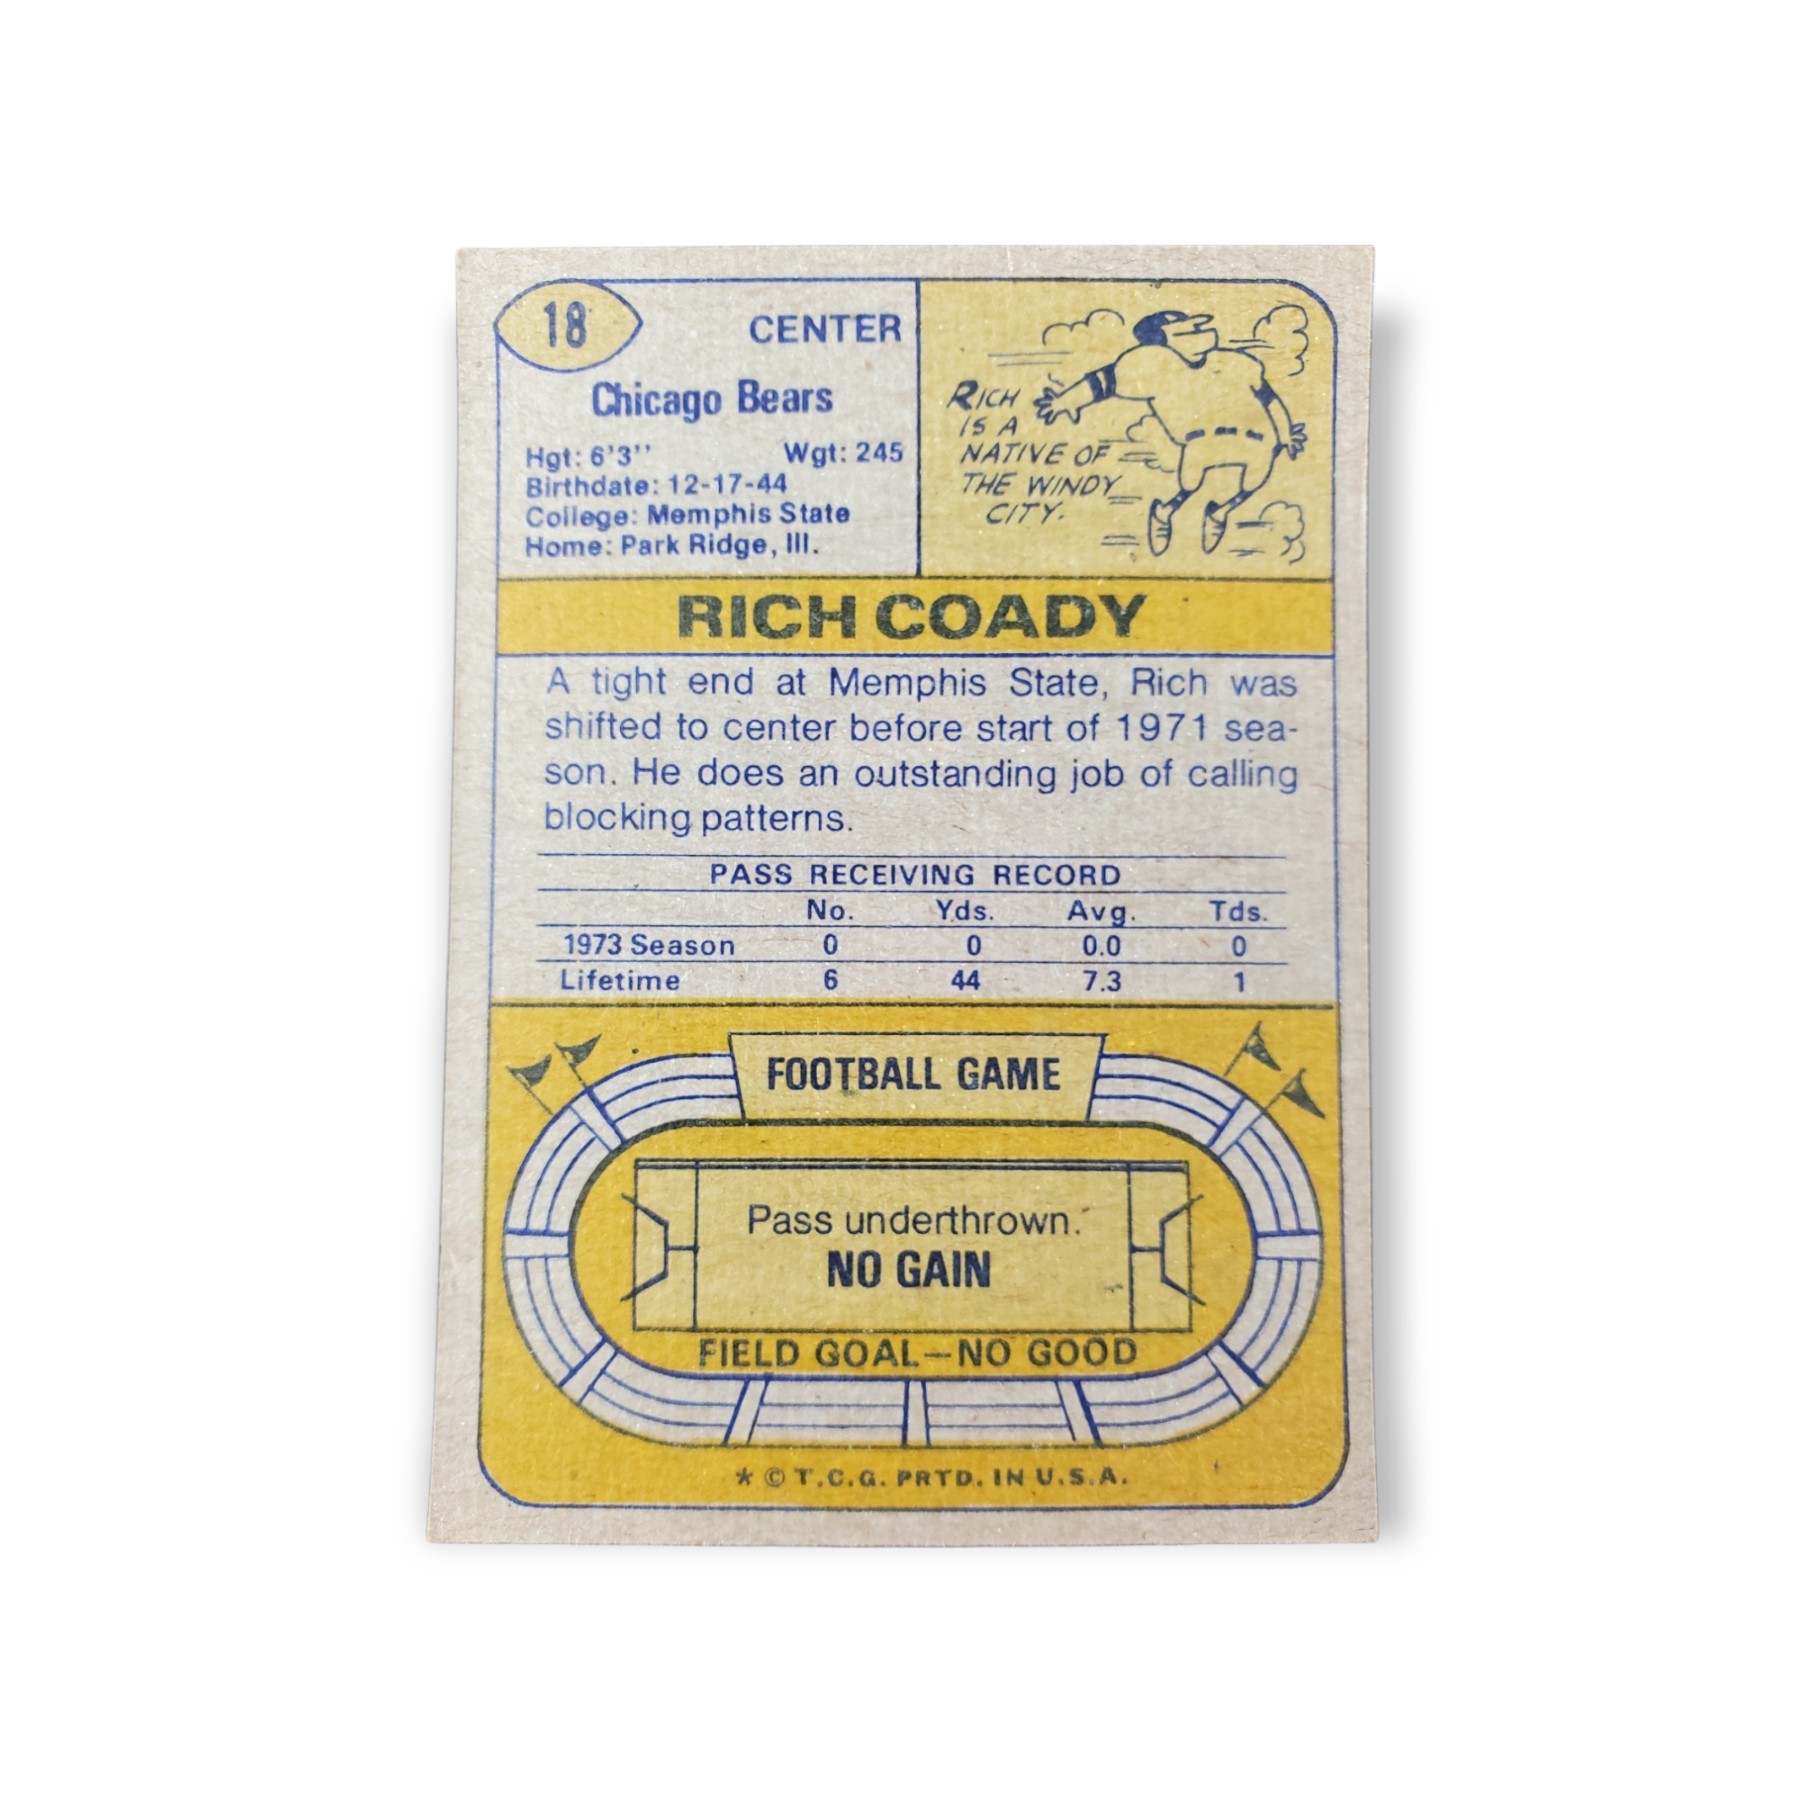 18
CENTER
Chicago Bears
Hgt: 6'3'' Wgt: 245
Birthdate: 12-17-44
College: Memphis State
Home: Park Ridge, Ill.
RICH
IS A
NATIVE OF
THE WINDY
CITY.
RICH COADY
A tight end at Memphis State, Rich was
shifted to center before start of 1971 sea-
son. He does an outstanding job of calling
blocking patterns.
PASS RECEIVING RECORD
No. Yds. Avg. Tds.
1973 Season 0 0 0.0 0
Lifetime 6 44 7.3 1
FOOTBALL GAME
Pass underthrown.
NO GAIN
FIELD GOAL—NO GOOD
* © T.C.G. PRTD. IN U.S.A.